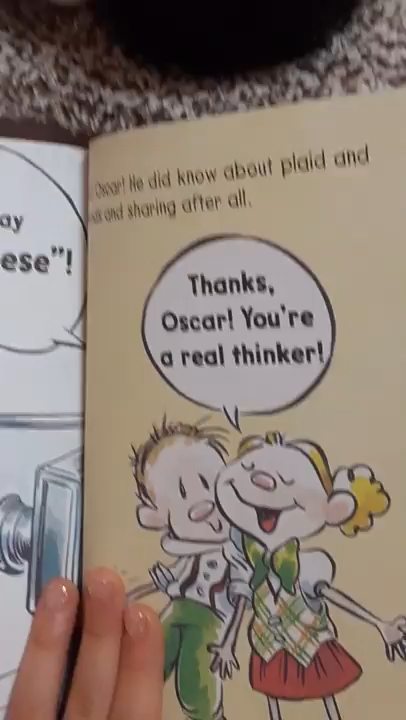 ay
ese"!
Oscar! He did know about plaid and
and sharing after all.
Thanks,
Oscar! You're
a real thinker!